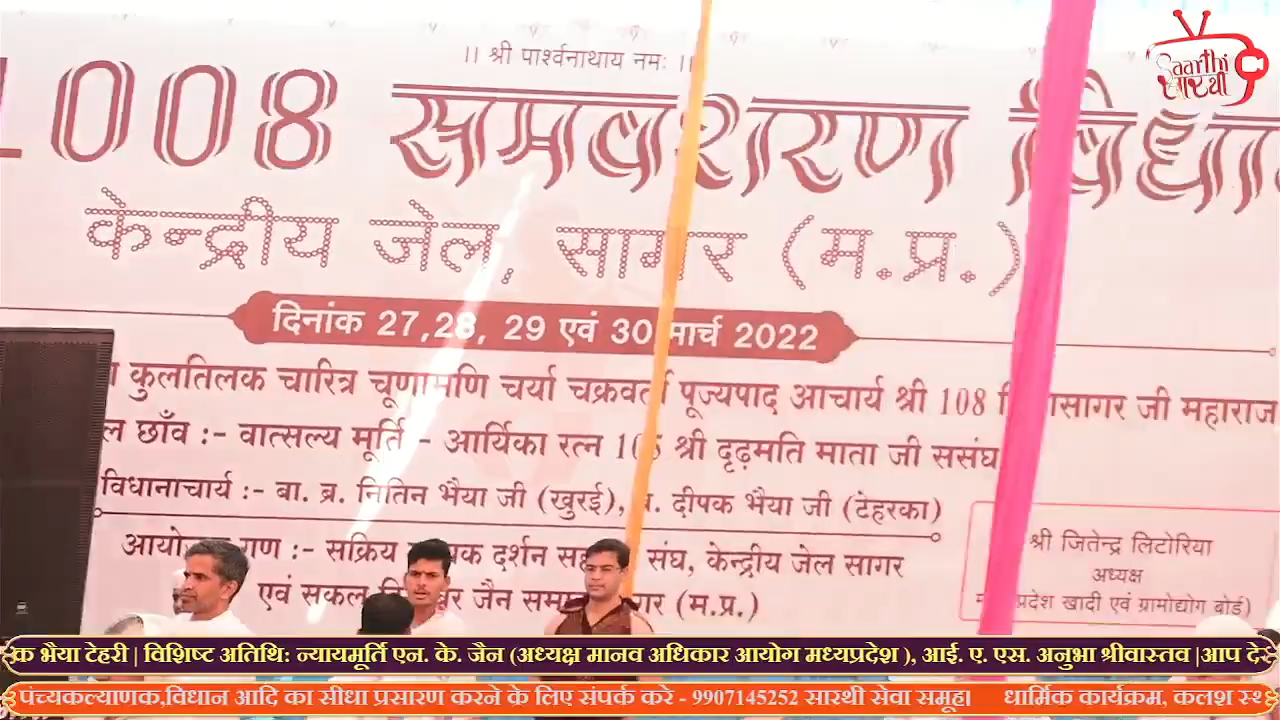 ।। श्री पार्श्वनाथाय नमः ।।
Saarthi
सारथी
1008 समवशरण विधा
केन्द्रीय जेल, सागर (म.प्र.)
दिनांक 27,28, 29 एवं 30 मार्च 2022
कुलतिलक चारित्र चूणामणि चर्या चक्रवर्ती पूज्यपाद आचार्य श्री 108 सागर जी महाराज
छाँव :- वात्सल्य मूर्ति - आर्यिका रत्न 105 श्री दृढ़मति माता जी ससंघ
विधानाचार्य :- बा. ब्र. नितिन भैया जी (खुरई), ब्र. दीपक भैया जी (टेहरका)
गण :- सक्रिय दर्शन संघ, केन्द्रीय जेल सागर
एवं सकल जैन समाज सागर (म.प्र.)
श्री जितेन्द्र लिटोरिया
अध्यक्ष
प्रदेश खादी एवं ग्रामोद्योग बोर्ड)
भैया टेहरी | विशिष्ट अतिथि: न्यायमूर्ति एन. के. जैन (अध्यक्ष मानव अधिकार आयोग मध्यप्रदेश ), आई. ए. एस. अनुभा श्रीवास्तव |आप
पंच्यकल्याणक,विधान आदि का सीधा प्रसारण करने के लिए संपर्क करे - 9907145252 सारथी सेवा समूह। धार्मिक कार्यक्रम, कलश